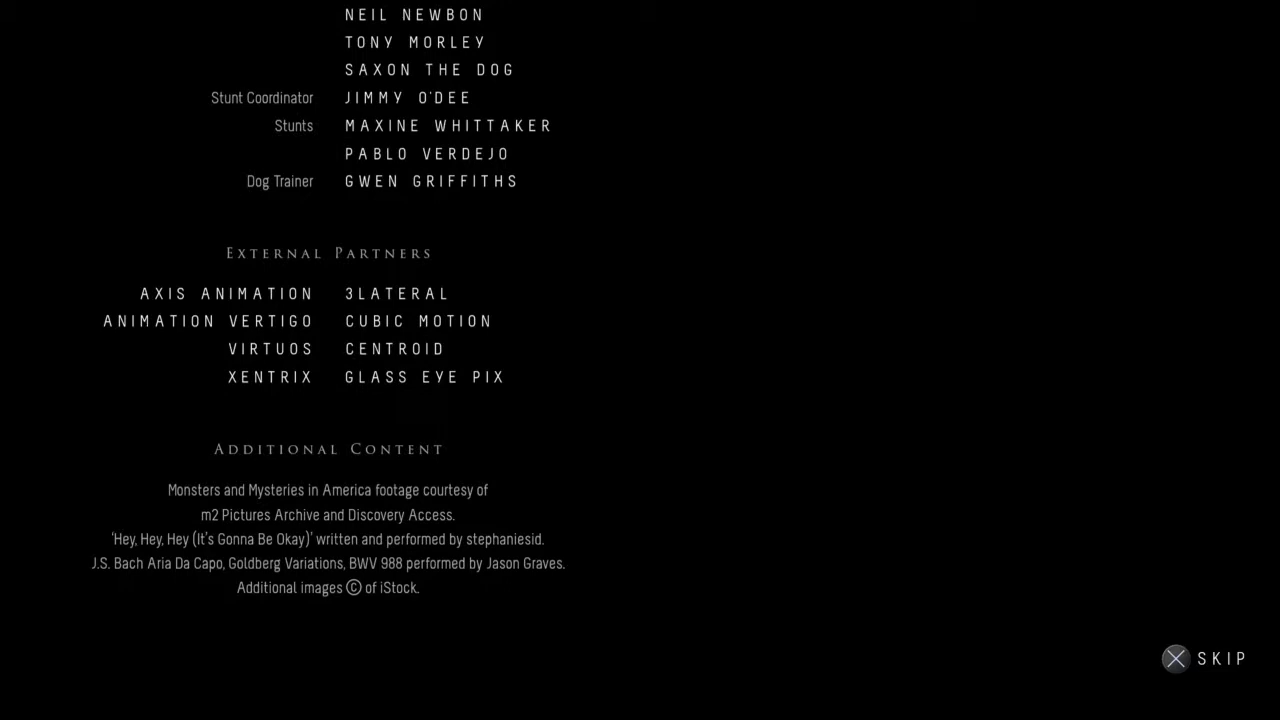 NEIL NEWBON
TONY MORLEY
SAXON THE DOG
Stunt Coordinator JIMMY O'DEE
Stunts MAXINE WHITTAKER
PABLO VERDEJO
Dog Trainer GWEN GRIFFITHS
EXTERNAL PARTNERS
AXIS ANIMATION 3LATERAL
ANIMATION VERTIGO CUBIC MOTION
VIRTUOS CENTROID
XENTRIX GLASS EYE PIX
ADDITIONAL CONTENT
Monsters and Mysteries in America footage courtesy of
m2 Pictures Archive and Discovery Access.
'Hey, Hey, Hey (It's Gonna Be Okay)' written and performed by stephaniesid.
J.S. Bach Aria Da Capo, Goldberg Variations, BWV 988 performed by Jason Graves.
Additional images © of iStock.
SKIP